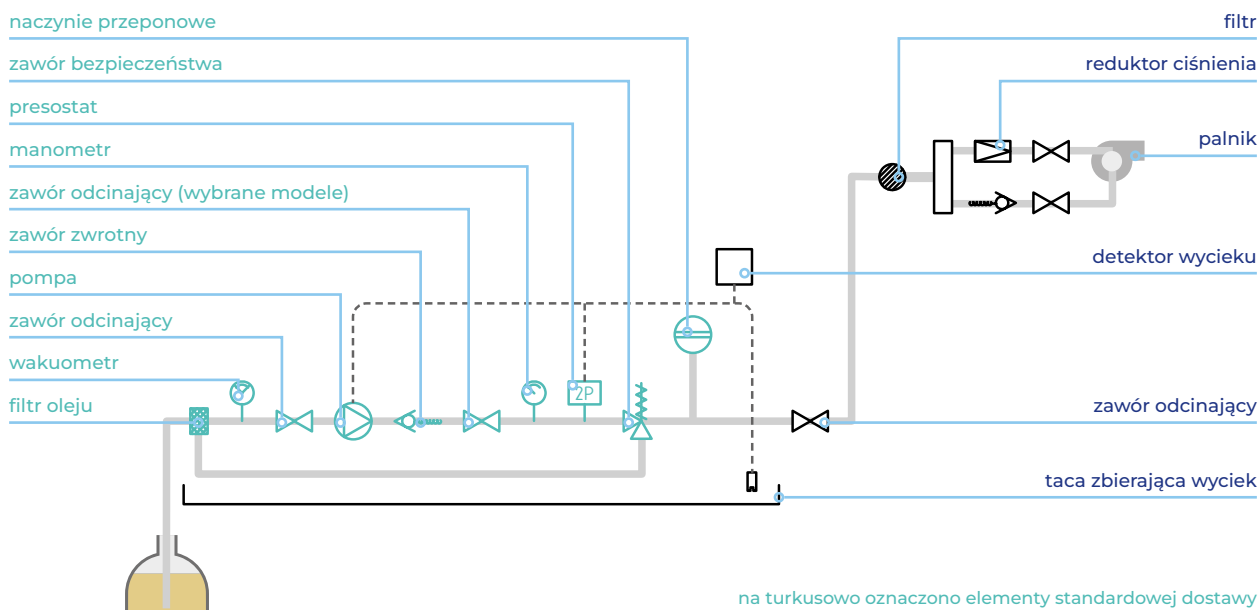 naczynie przeponowe
zawór bezpieczeństwa
presostat
manometr
zawór odcinający (wybrane modele)
zawór zwrotny
pompa
zawór odcinający
wakuometr
filtr oleju
2P
filtr
reduktor ciśnienia
palnik
detektor wycieku
zawór odcinający
taca zbierająca wyciek
na turkusowo oznaczono elementy standardowej dostawy